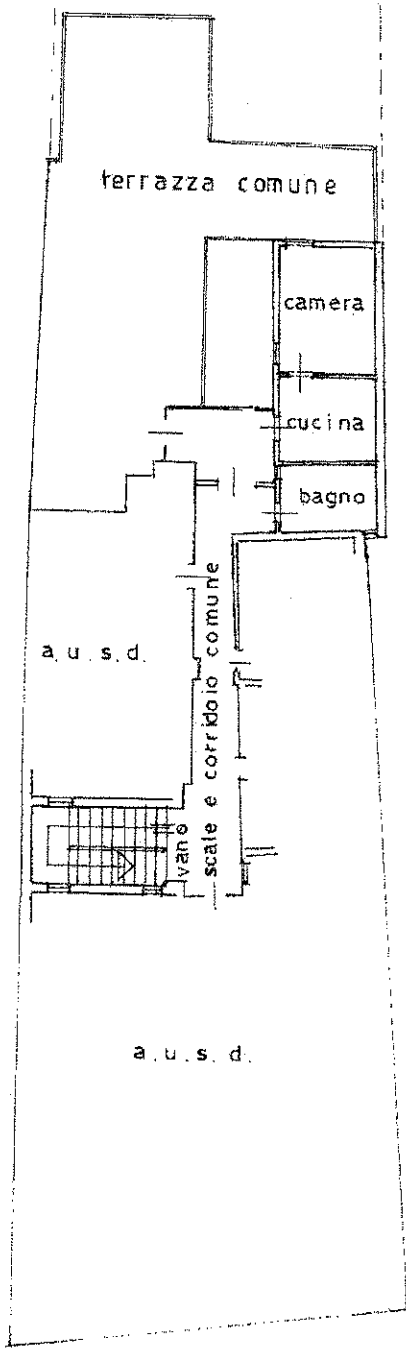 terrazza comune
camera
cucina
bagno
a.u.s.d.
vano
scale e corridoio comune
a.u.s.d.